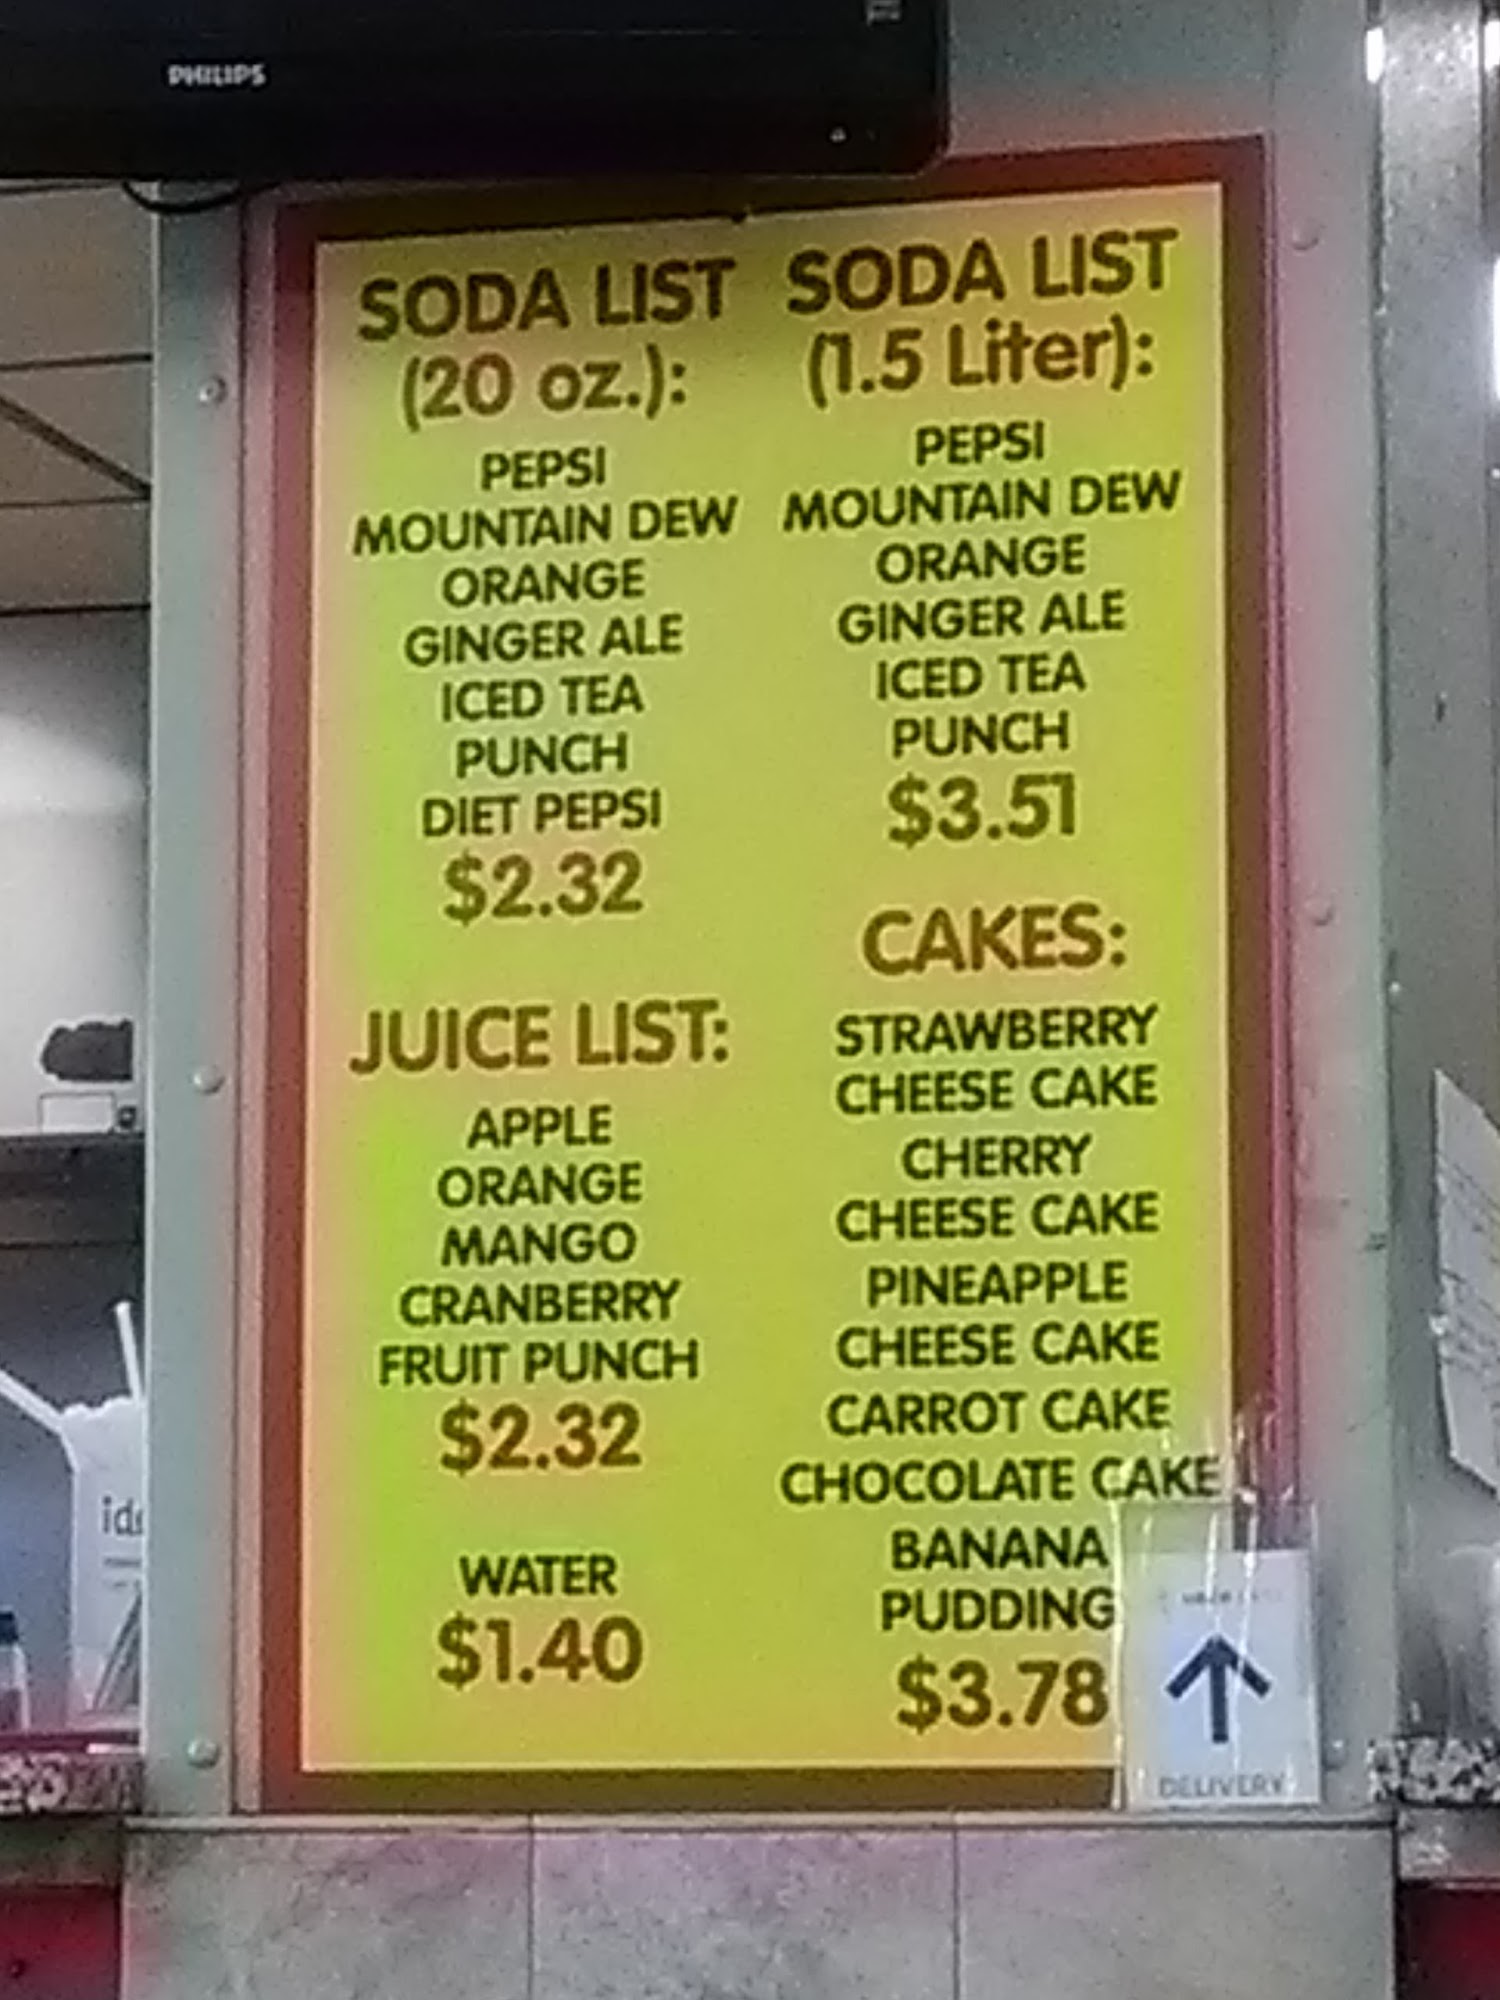 PHILIPS
SODA LIST
(20 oz.):
PEPSI
MOUNTAIN DEW
ORANGE
GINGER ALE
ICED TEA
PUNCH
DIET PEPSI
$2.32
JUICE LIST:
APPLE
ORANGE
MANGO
CRANBERRY
FRUIT PUNCH
$2.32
WATER
$1.40
SODA LIST
(1.5 Liter):
PEPSI
MOUNTAIN DEW
ORANGE
GINGER ALE
ICED TEA
PUNCH
$3.51
CAKES:
STRAWBERRY
CHEESE CAKE
CHERRY
CHEESE CAKE
PINEAPPLE
CHEESE CAKE
CARROT CAKE
CHOCOLATE CAKE
BANANA
PUDDING
$3.78
DELIVERY